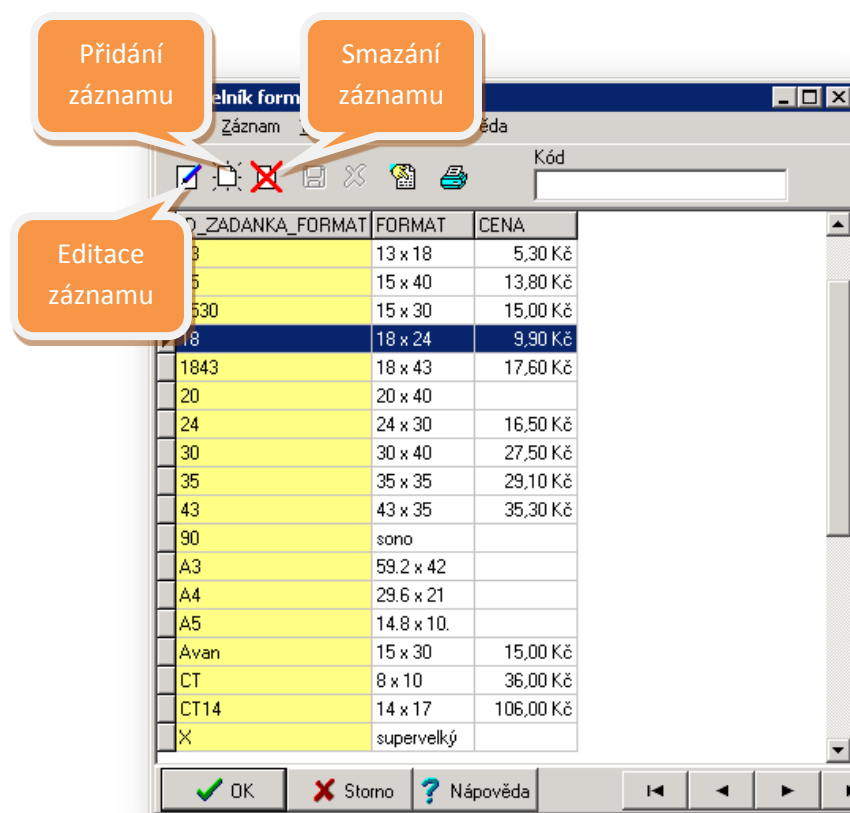 Přidání
záznamu
Smazání
záznamu
Záznam
Kód
Editace
záznamu
FORMAT CENA
13 x 18 5,30 Kč
15 x 40 13,80 Kč
15 x 30 15,00 Kč
18 18 x 24 9,90 Kč
1843 18 x 43 17,60 Kč
20 20 x 40
24 24 x 30 16,50 Kč
30 30 x 40 27,50 Kč
35 35 x 35 29,10 Kč
43 43 x 35 35,30 Kč
90 sono
A3 59.2 x 42
A4 29.6 x 21
A5 14.8 x 10.
Avan 15 x 30 15,00 Kč
CT 8 x 10 36,00 Kč
CT14 14 x 17 106,00 Kč
X supervelký
OK Storno Nápověda